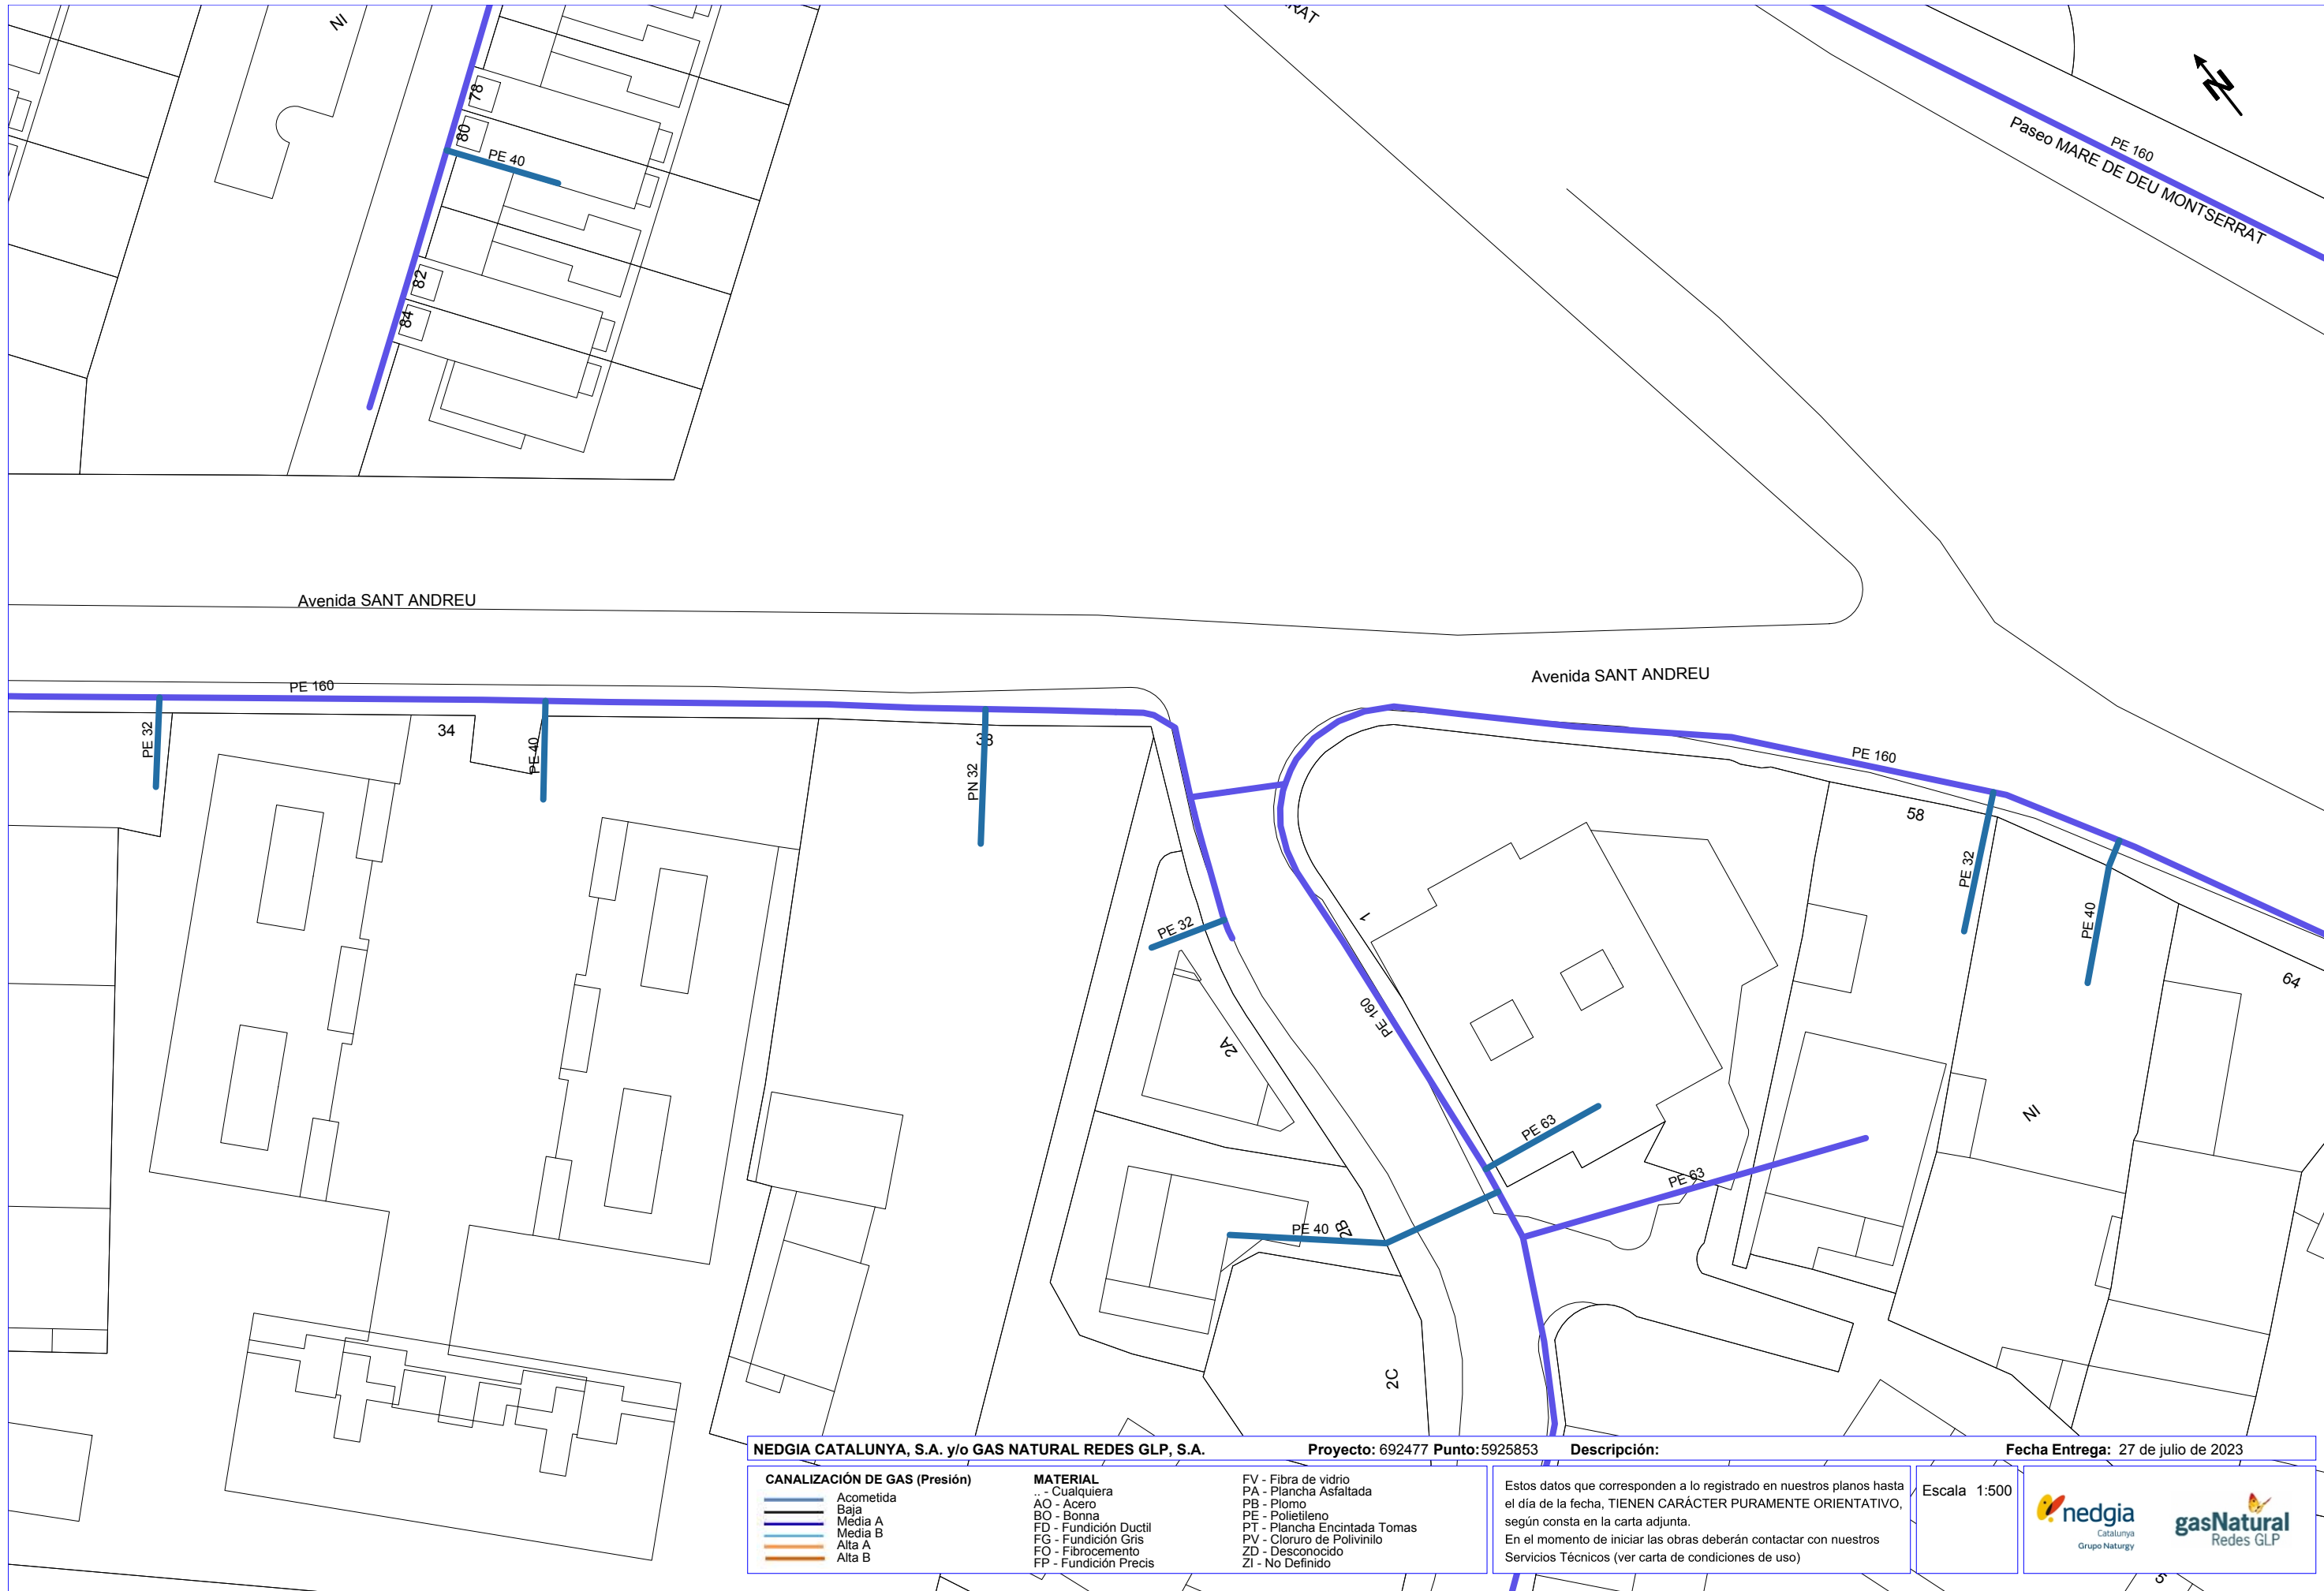 NI
RRAT
78
80
PE 40
N
PE 160
Paseo MARE DE DEU MONTSERRAT
82
84
Avenida SANT ANDREU
Avenida SANT ANDREU
PE 160
PE 32
34
PE 40
38
PN 32
PE 160
58
PE 32
PE 40
64
PE 32
1
PE 160
2A
NI
PE 63
PE 63
PE 40
2B
2C
NEDGIA CATALUNYA, S.A. y/o GAS NATURAL REDES GLP, S.A. Proyecto: 692477 Punto:5925853 Descripción: Fecha Entrega: 27 de julio de 2023
CANALIZACIÓN DE GAS (Presión)
Acometida
Baja
Media A
Media B
Alta A
Alta B
MATERIAL
.. - Cualquiera
AO - Acero
BO - Bonna
FD - Fundición Ductil
FG - Fundición Gris
FO - Fibrocemento
FP - Fundición Precis
FV - Fibra de vidrio
PA - Plancha Asfaltada
PB - Plomo
PE - Polietileno
PT - Plancha Encintada Tomas
PV - Cloruro de Polivinilo
ZD - Desconocido
ZI - No Definido
Estos datos que corresponden a lo registrado en nuestros planos hasta
el día de la fecha, TIENEN CARÁCTER PURAMENTE ORIENTATIVO,
según consta en la carta adjunta.
En el momento de iniciar las obras deberán contactar con nuestros
Servicios Técnicos (ver carta de condiciones de uso)
Escala 1:500
nedgia
Catalunya
Grupo Naturgy
gasNatural
Redes GLP
5